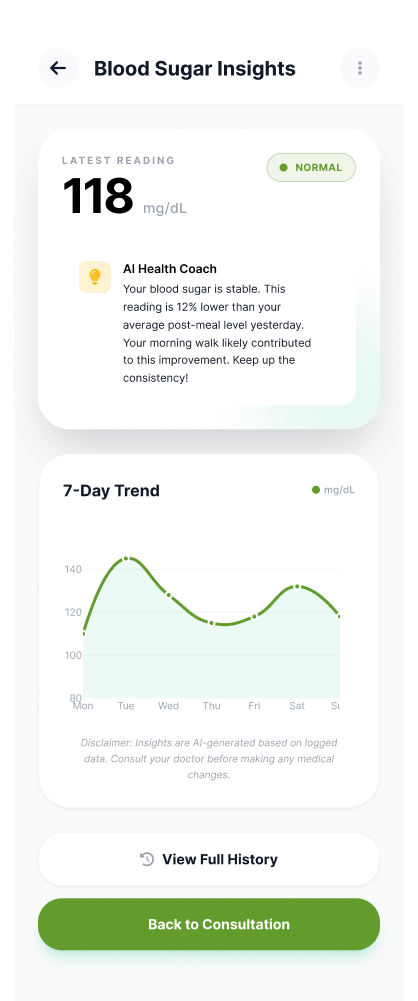 Blood Sugar Insights
LATEST READING
NORMAL
118 mg/dL
AI Health Coach
Your blood sugar is stable. This
reading is 12% lower than your
average post-meal level yesterday.
Your morning walk likely contributed
to this improvement. Keep up the
consistency!
7-Day Trend
mg/dL
140
120
100
80
Mon Tue Wed Thu Fri Sat Su
Disclaimer: Insights are AI-generated based on logged
data. Consult your doctor before making any medical
changes.
View Full History
Back to Consultation